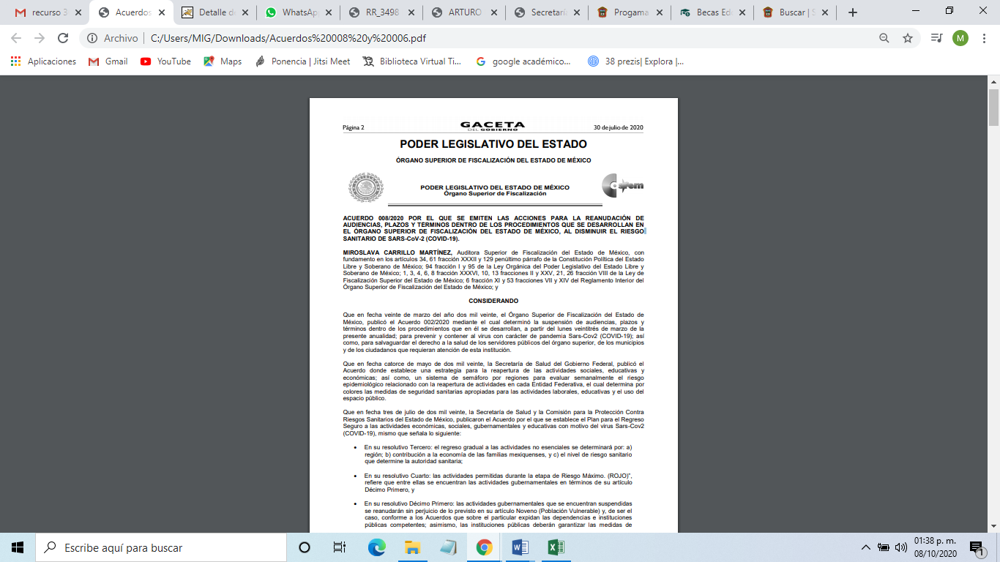 recurso 3
Acuerdos
Detalle d
WhatsAp
RR_3498
ARTURO
Secretarí
Progama
Becas Ed
Buscar | S
Archivo
C:/Users/MIG/Downloads/Acuerdos%20008%20y%20006.pdf
M
Aplicaciones
Gmail
YouTube
Maps
Ponencia | Jitsi Meet
Biblioteca Virtual Ti...
google académico...
38 prezis| Explora |...
Página 2
GACETA
DEL GOBIERNO
30 de julio de 2020
PODER LEGISLATIVO DEL ESTADO
ÓRGANO SUPERIOR DE FISCALIZACIÓN DEL ESTADO DE MÉXICO
PODER LEGISLATIVO DEL ESTADO DE MÉXICO
Órgano Superior de Fiscalización
osfem
ACUERDO 008/2020 POR EL QUE SE EMITEN LAS ACCIONES PARA LA REANUDACIÓN DE
AUDIENCIAS, PLAZOS Y TÉRMINOS DENTRO DE LOS PROCEDIMIENTOS QUE SE DESARROLLAN EN
EL ÓRGANO SUPERIOR DE FISCALIZACIÓN DEL ESTADO DE MÉXICO, AL DISMINUIR EL RIESGO
SANITARIO DE SARS-CoV-2 (COVID-19).
MIROSLAVA CARRILLO MARTÍNEZ, Auditora Superior de Fiscalización del Estado de México, con
fundamento en los artículos 34, 61 fracción XXXII y 129 penúltimo párrafo de la Constitución Política del Estado
Libre y Soberano de México; 94 fracción I y 95 de la Ley Orgánica del Poder Legislativo del Estado Libre y
Soberano de México; 1, 3, 4, 6, 8 fracción XXXVI, 10, 13 fracciones II y XXV, 21, 26 fracción VIII de la Ley de
Fiscalización Superior del Estado de México; 6 fracción XI y 53 fracciones VII y XIV del Reglamento Interior del
Órgano Superior de Fiscalización del Estado de México; y
CONSIDERANDO
Que en fecha veinte de marzo del año dos mil veinte, el Órgano Superior de Fiscalización del Estado de
México, publicó el Acuerdo 002/2020 mediante el cual determinó la suspensión de audiencias, plazos y
términos dentro de los procedimientos que en él se desarrollan, a partir del lunes veintitrés de marzo de la
presente anualidad; para prevenir y contener al virus con carácter de pandemia Sars-Cov2 (COVID-19); así
como, para salvaguardar el derecho a la salud de los servidores públicos del órgano superior, de los municipios
y de los ciudadanos que requieran atención de esta institución.
Que en fecha catorce de mayo de dos mil veinte, la Secretaría de Salud del Gobierno Federal, publicó el
Acuerdo donde establece una estrategia para la reapertura de las actividades sociales, educativas y
económicas; así como, un sistema de semáforo por regiones para evaluar semanalmente el riesgo
epidemiológico relacionado con la reapertura de actividades en cada Entidad Federativa, el cual determina por
colores las medidas de seguridad sanitarias apropiadas para las actividades laborales, educativas y el uso del
espacio público.
Que en fecha tres de julio de dos mil veinte, la Secretaría de Salud y la Comisión para la Protección Contra
Riesgos Sanitarios del Estado de México, publicaron el Acuerdo por el que se establece el Plan para el Regreso
Seguro a las actividades económicas, sociales, gubernamentales y educativas con motivo del virus Sars-Cov2
(COVID-19), mismo que señala lo siguiente:
• En su resolutivo Tercero: el regreso gradual a las actividades no esenciales se determinará por: a)
región; b) contribución a la economía de las familias mexiquenses, y c) el nivel de riesgo sanitario
que determine la autoridad sanitaria;
• En su resolutivo Cuarto: las actividades permitidas durante la etapa de Riesgo Máximo. (ROJO)",
refiere que entre ellas se encuentran las actividades gubernamentales en términos de su artículo
Décimo Primero, y
• En su resolutivo Décimo Primero: las actividades gubernamentales que se encuentran suspendidas
se reanudarán sin perjuicio de lo previsto en su artículo Noveno (Población Vulnerable) y, de ser el
caso, conforme a los Acuerdos que sobre el particular expidan las dependencias e instituciones
públicas competentes; asimismo, las instituciones públicas deberán garantizar las medidas de
Escribe aquí para buscar
01:38 p. m.
08/10/2020
1